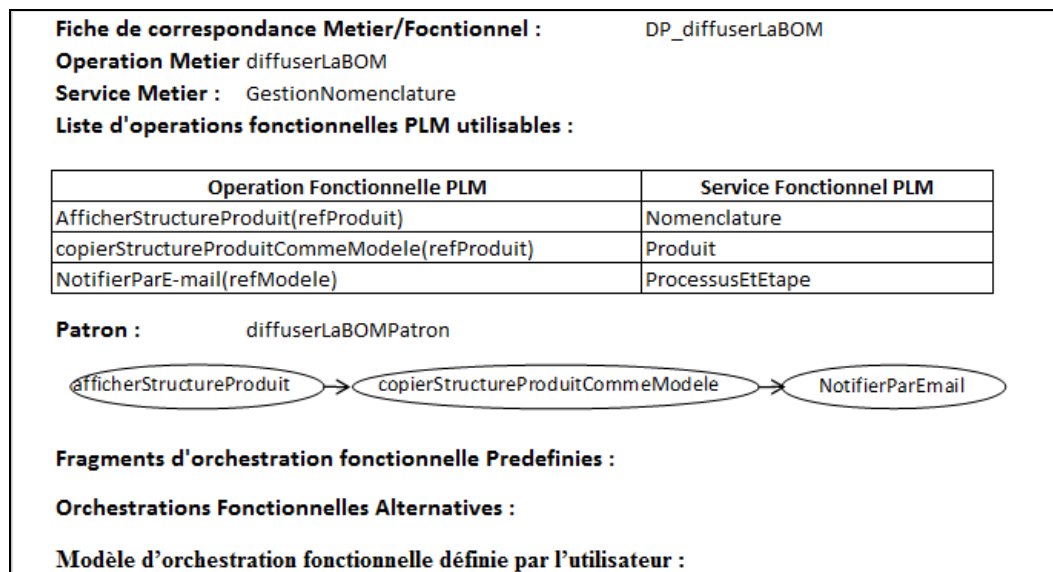 Fiche de correspondance Metier/Focntionnel : DP_diffuserLaBOM
Operation Metier diffuserLaBOM
Service Metier : GestionNomenclature
Liste d'operations fonctionnelles PLM utilisables :
Operation Fonctionnelle PLM Service Fonctionnel PLM
AfficherStructureProduit(refProduit) Nomenclature
copierStructureProduitCommeModele(refProduit) Produit
NotifierParE-mail(refModele) ProcessusEtEtape
Patron : diffuserLaBOMPatron
afficherStructureProduit copierStructureProduitCommeModele NotifierParEmail
Fragments d'orchestration fonctionnelle Predefinies :
Orchestrations Fonctionnelles Alternatives :
Modèle d’orchestration fonctionnelle définie par l’utilisateur :